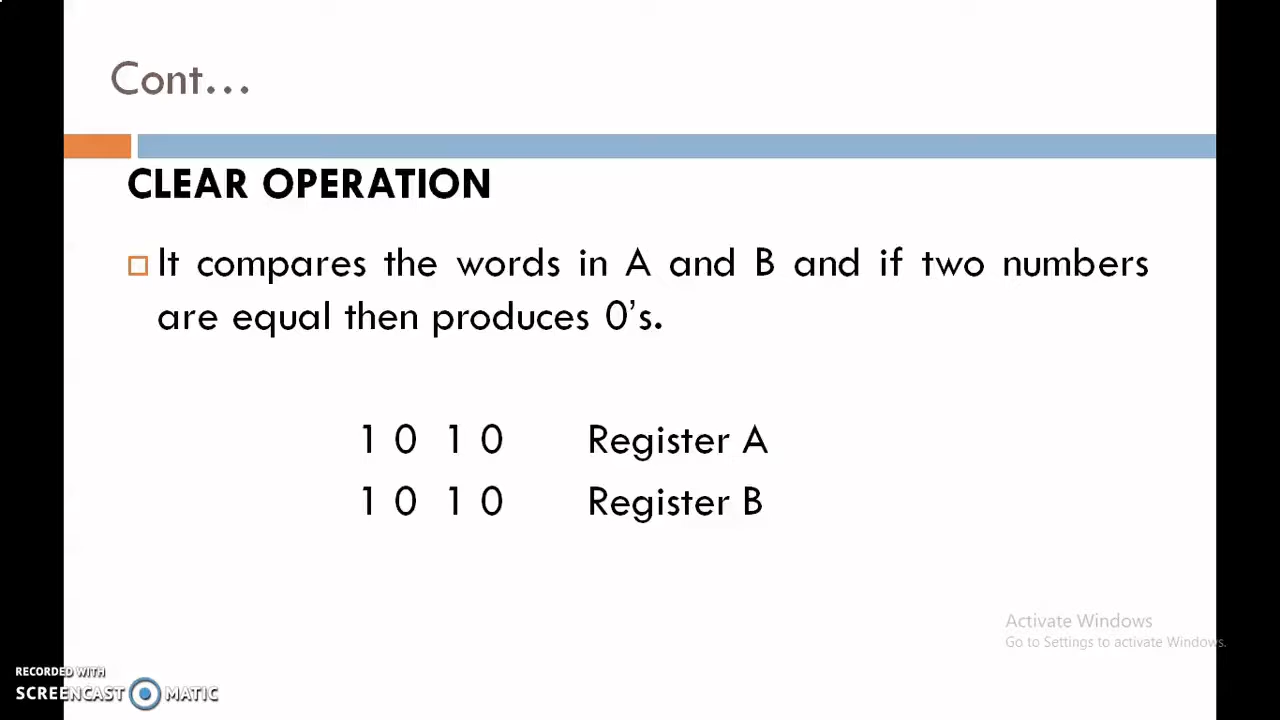 Cont...
CLEAR OPERATION
It compares the words in A and B and if two numbers
are equal then produces 0's.
1 0 1 0 Register A
1 0 1 0 Register B
Activate Windows
Go to Settings to activate Windows.
RECORDED WITH
SCREENCAST MATIC